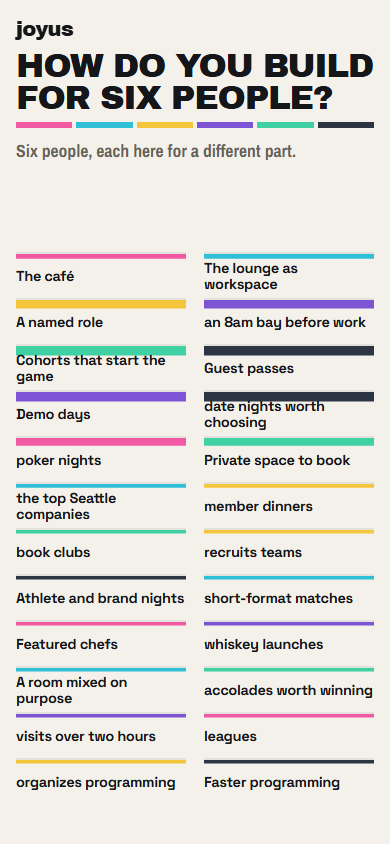 joyus
HOW DO YOU BUILD
FOR SIX PEOPLE?
Six people, each here for a different part.
The café
The lounge as
workspace
A named role
an 8am bay before work
Cohorts that start the
game
Guest passes
Demo days
date nights worth
choosing
poker nights
Private space to book
the top Seattle
companies
member dinners
book clubs
recruits teams
Athlete and brand nights
short-format matches
Featured chefs
whiskey launches
A room mixed on
purpose
accolades worth winning
visits over two hours
leagues
organizes programming
Faster programming